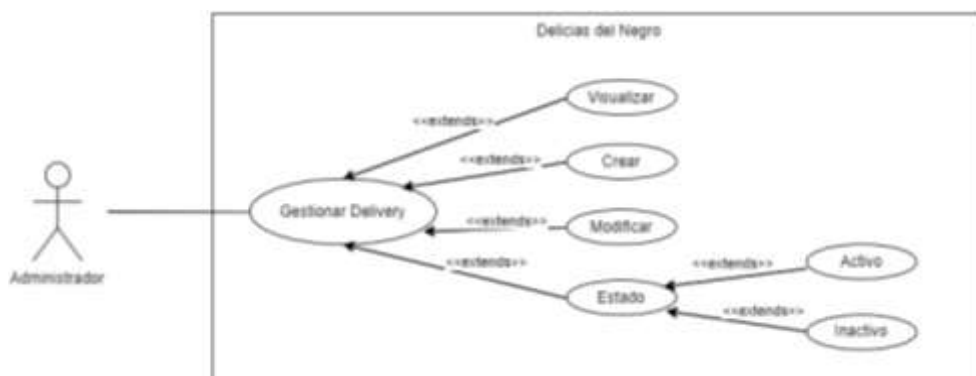 Delicias del Negro
Visualizar
<<extends>>
<<extends>>
Crear
Gestionar Delivery
<<extends>>
Modificar
<<extends>>
Estado
<<extends>>
Activo
<<extends>>
Inactivo
Administrador